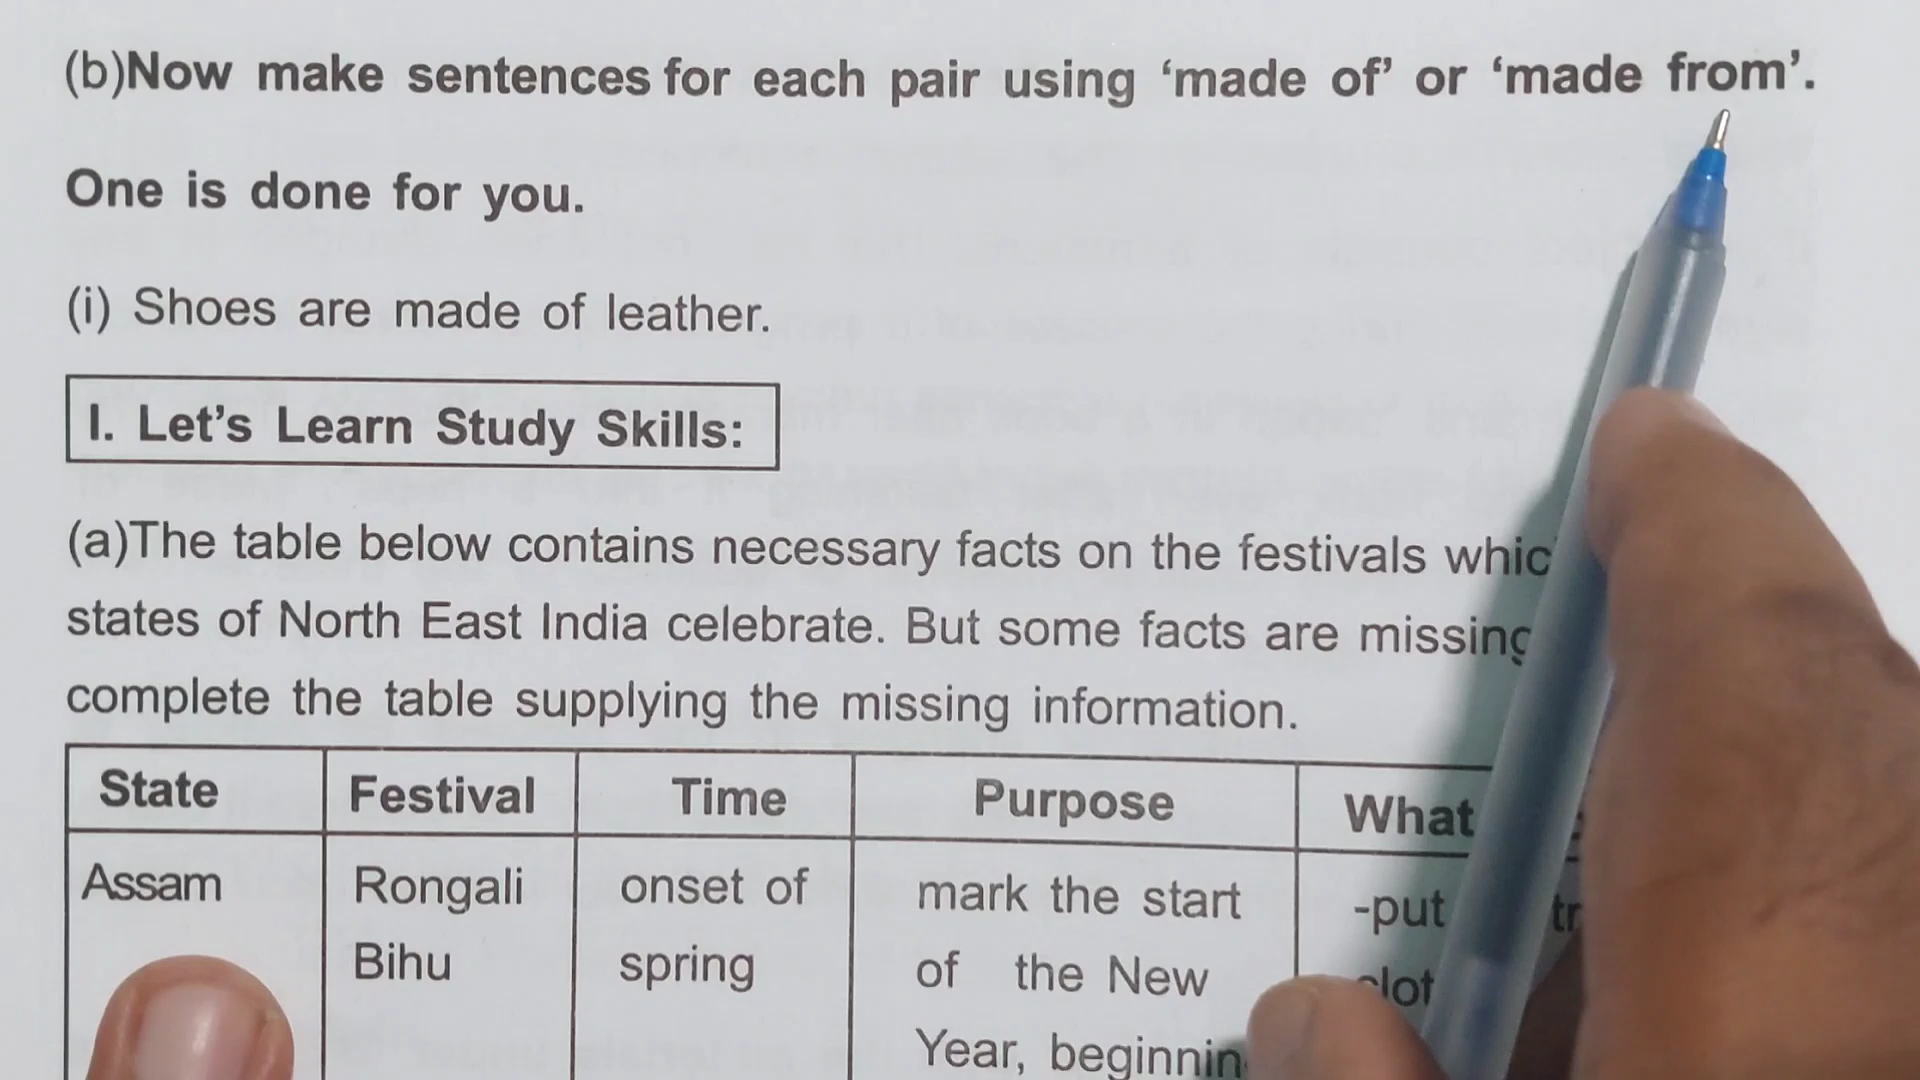 (b)Now make sentences for each pair using ‘made of’ or ‘made from’.
One is done for you.
(i) Shoes are made of leather.
I. Let’s Learn Study Skills:
(a)The table below contains necessary facts on the festivals
states of North East India celebrate. But some facts are missing
complete the table supplying the missing information.
State Festival Time Purpose What
Assam Rongali onset of mark the start -put
Bihu spring of the New
Year,